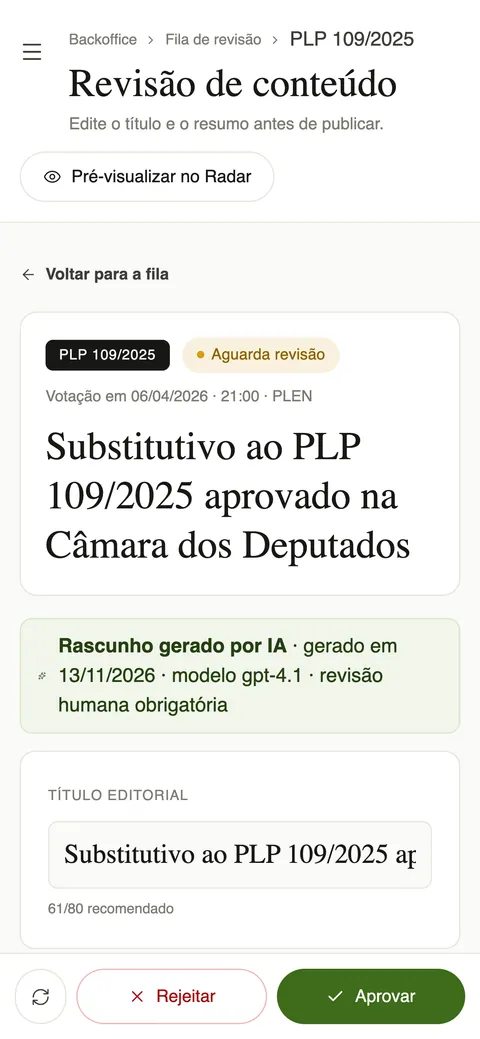 Backoffice > Fila de revisão > PLP 109/2025
Revisão de conteúdo
Edite o título e o resumo antes de publicar.
Pré-visualizar no Radar
Voltar para a fila
PLP 109/2025
Aguarda revisão
Votação em 06/04/2026 · 21:00 · PLEN
Substitutivo ao PLP
109/2025 aprovado na
Câmara dos Deputados
Rascunho gerado por IA · gerado em
13/11/2026 · modelo gpt-4.1 · revisão
humana obrigatória
TÍTULO EDITORIAL
Substitutivo ao PLP 109/2025 ap
61/80 recomendado
Rejeitar
Aprovar